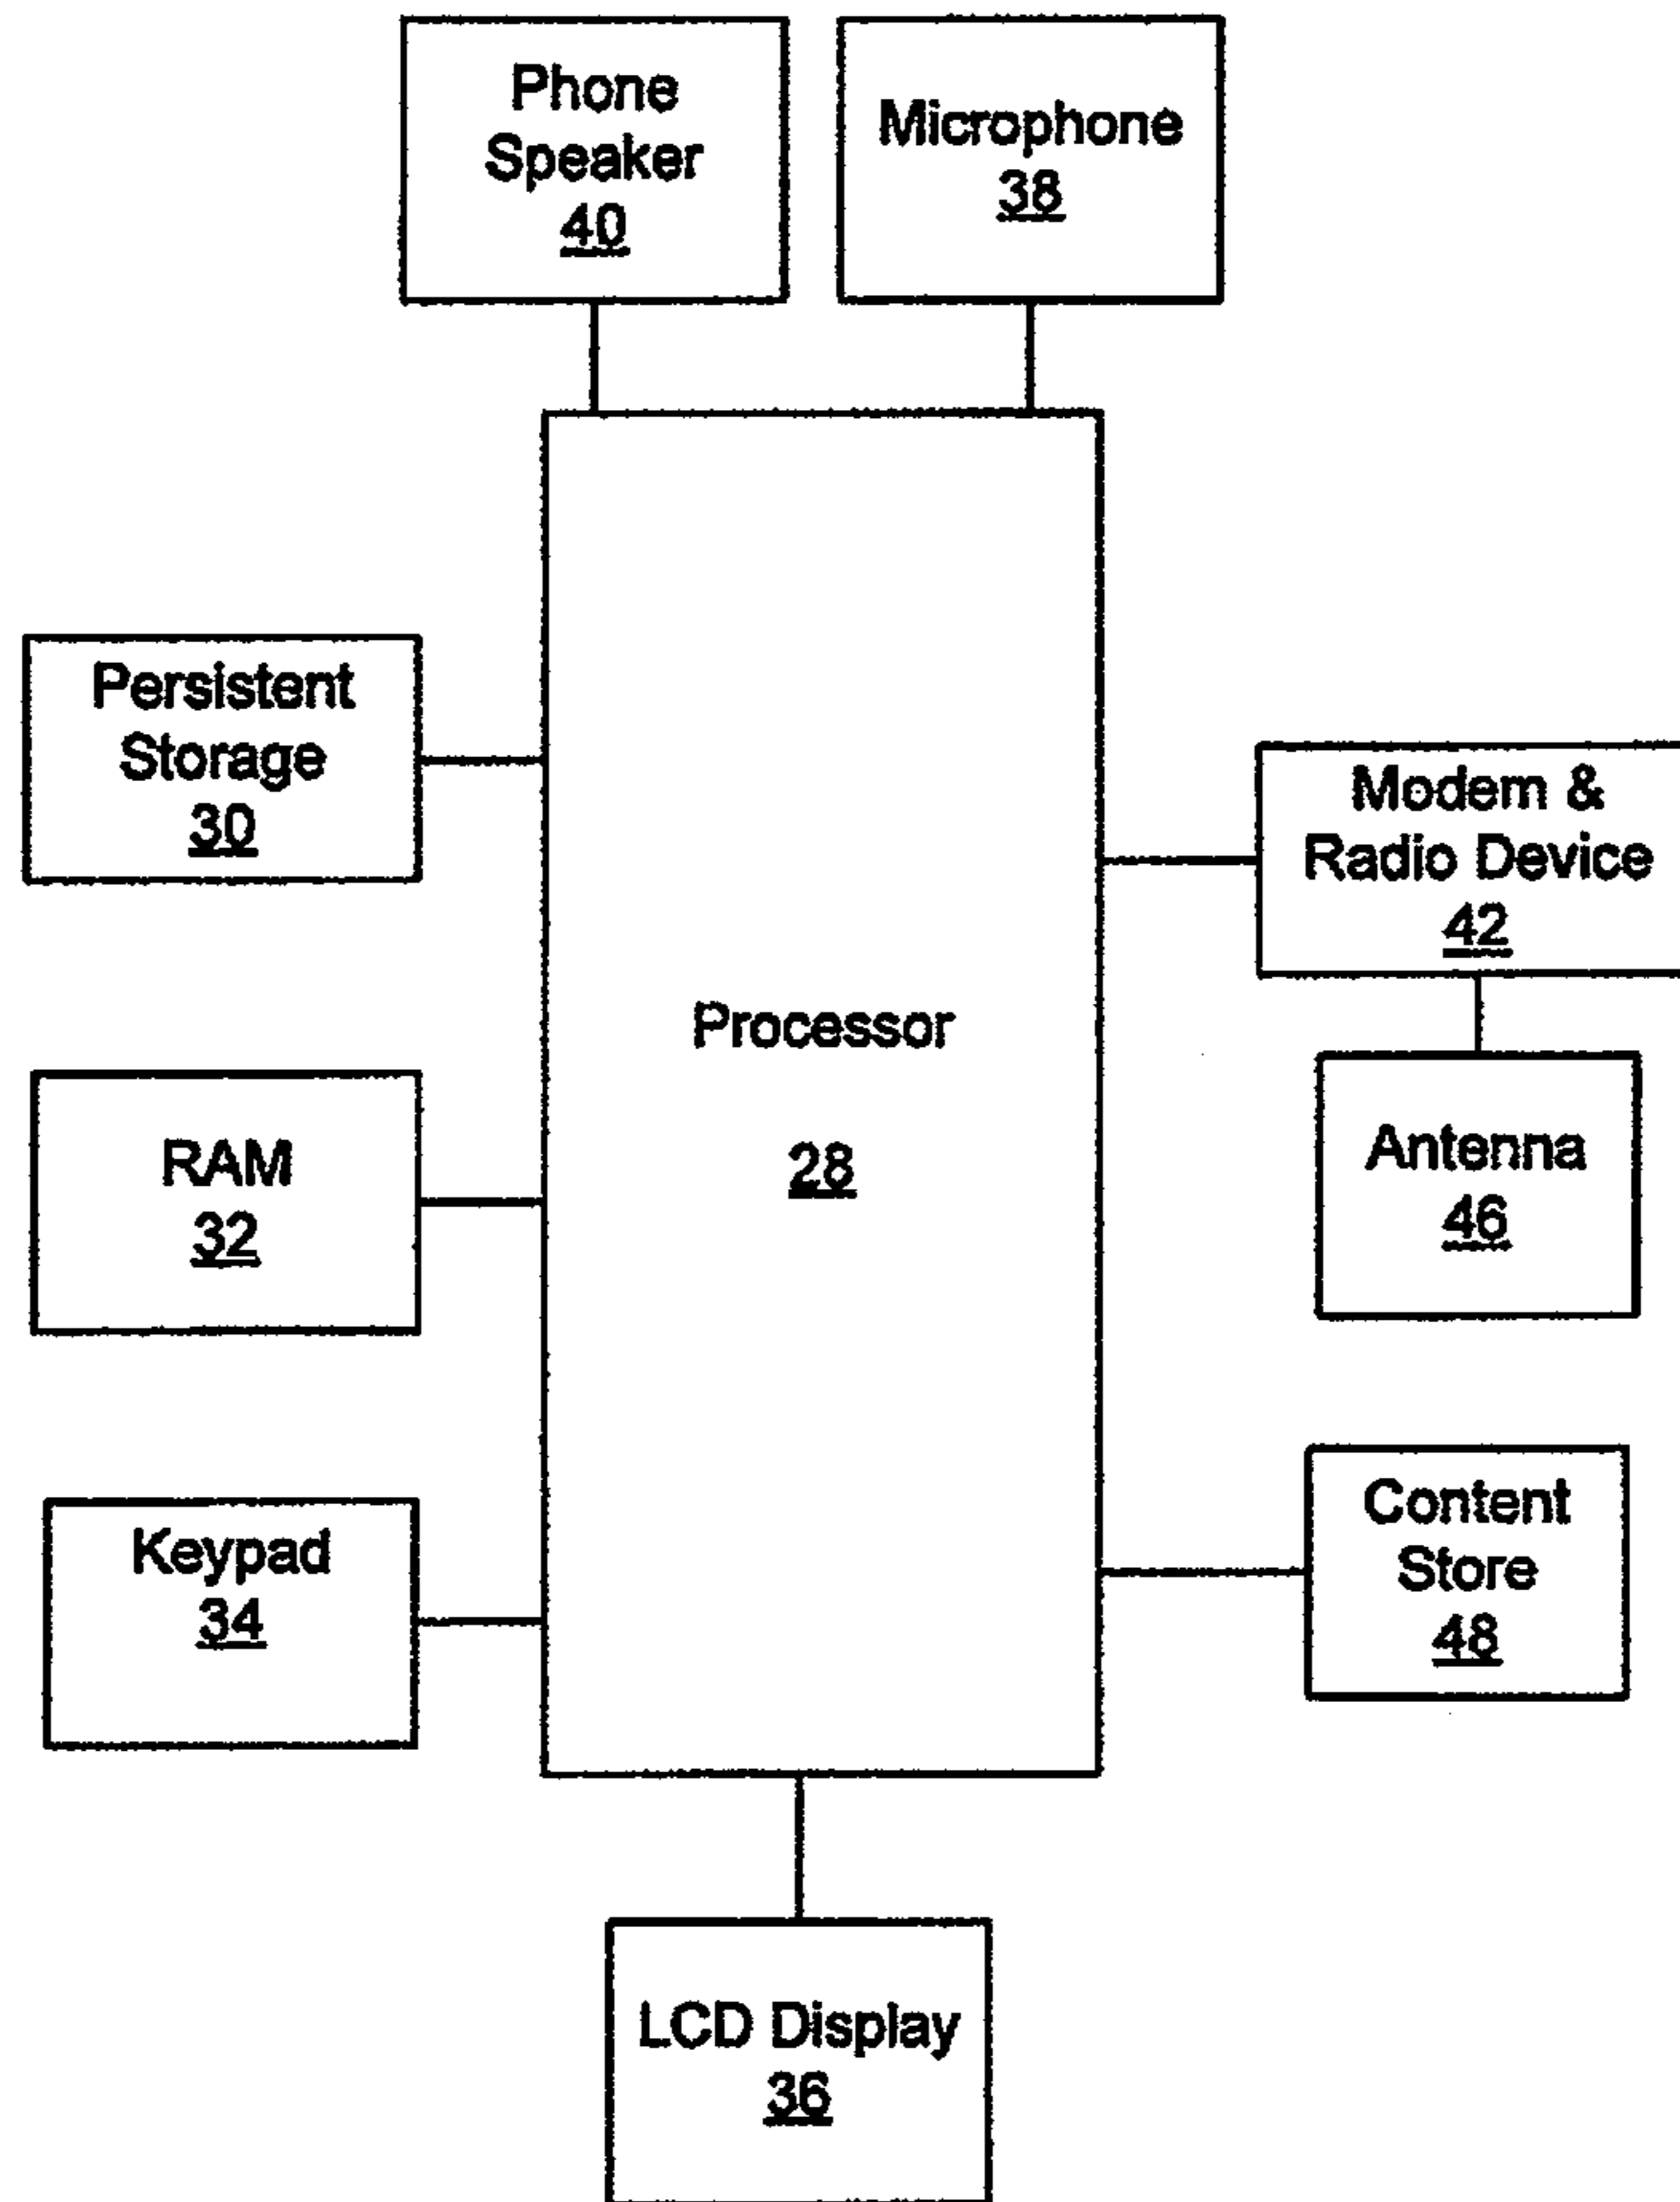 Phone
Speaker
40
Microphone
38
Persistent
Storage
30
Modem &
Radio Device
42
Processor
28
RAM
32
Antenna
46
Keypad
34
Content
Store
48
LCD Display
36